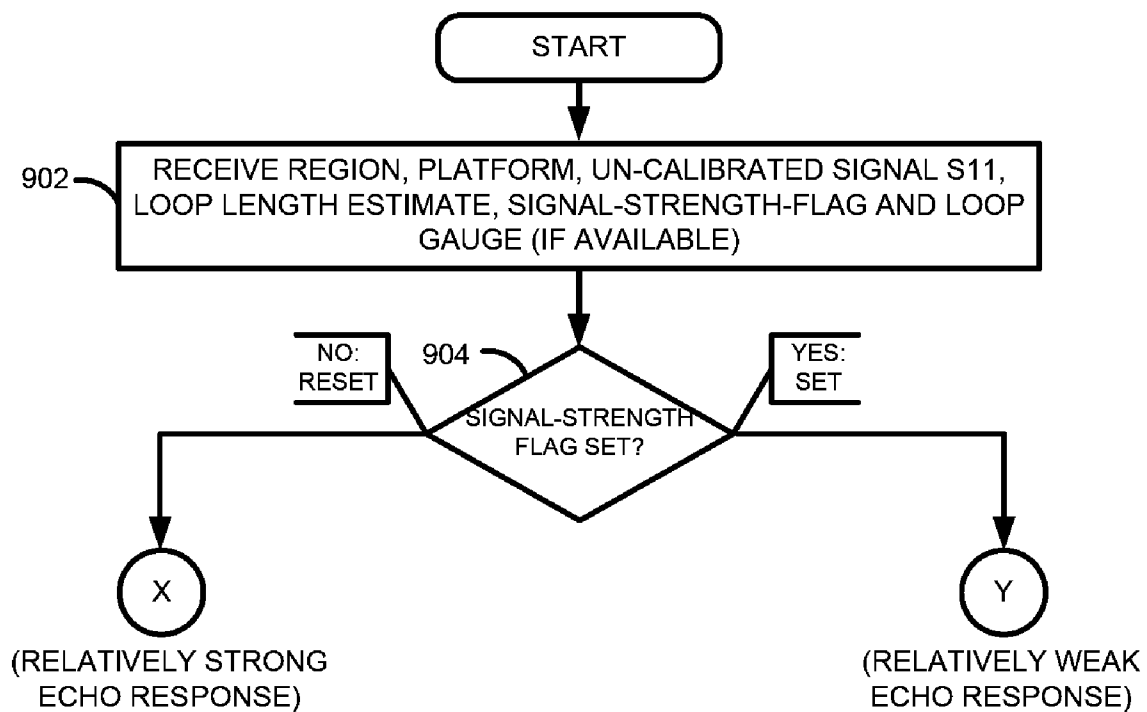 START
902
RECEIVE REGION, PLATFORM, UN-CALIBRATED SIGNAL S11,
LOOP LENGTH ESTIMATE, SIGNAL-STRENGTH-FLAG AND LOOP
GAUGE (IF AVAILABLE)
NO:
RESET
904
YES:
SET
SIGNAL-STRENGTH
FLAG SET?
X
Y
(RELATIVELY STRONG
ECHO RESPONSE)
(RELATIVELY WEAK
ECHO RESPONSE)